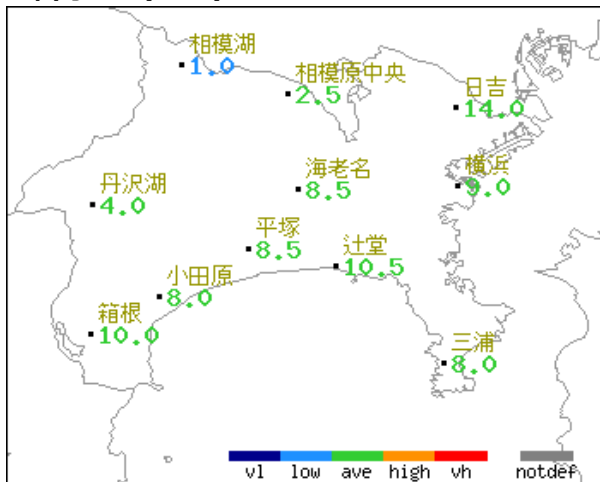 相模湖
1.0
相模原中央
2.5
日吉
14.0
海老名
8.5
横浜
9.0
丹沢湖
4.0
平塚
8.5
辻堂
10.5
小田原
8.0
箱根
10.0
三浦
8.0
vl low ave high vh notdef